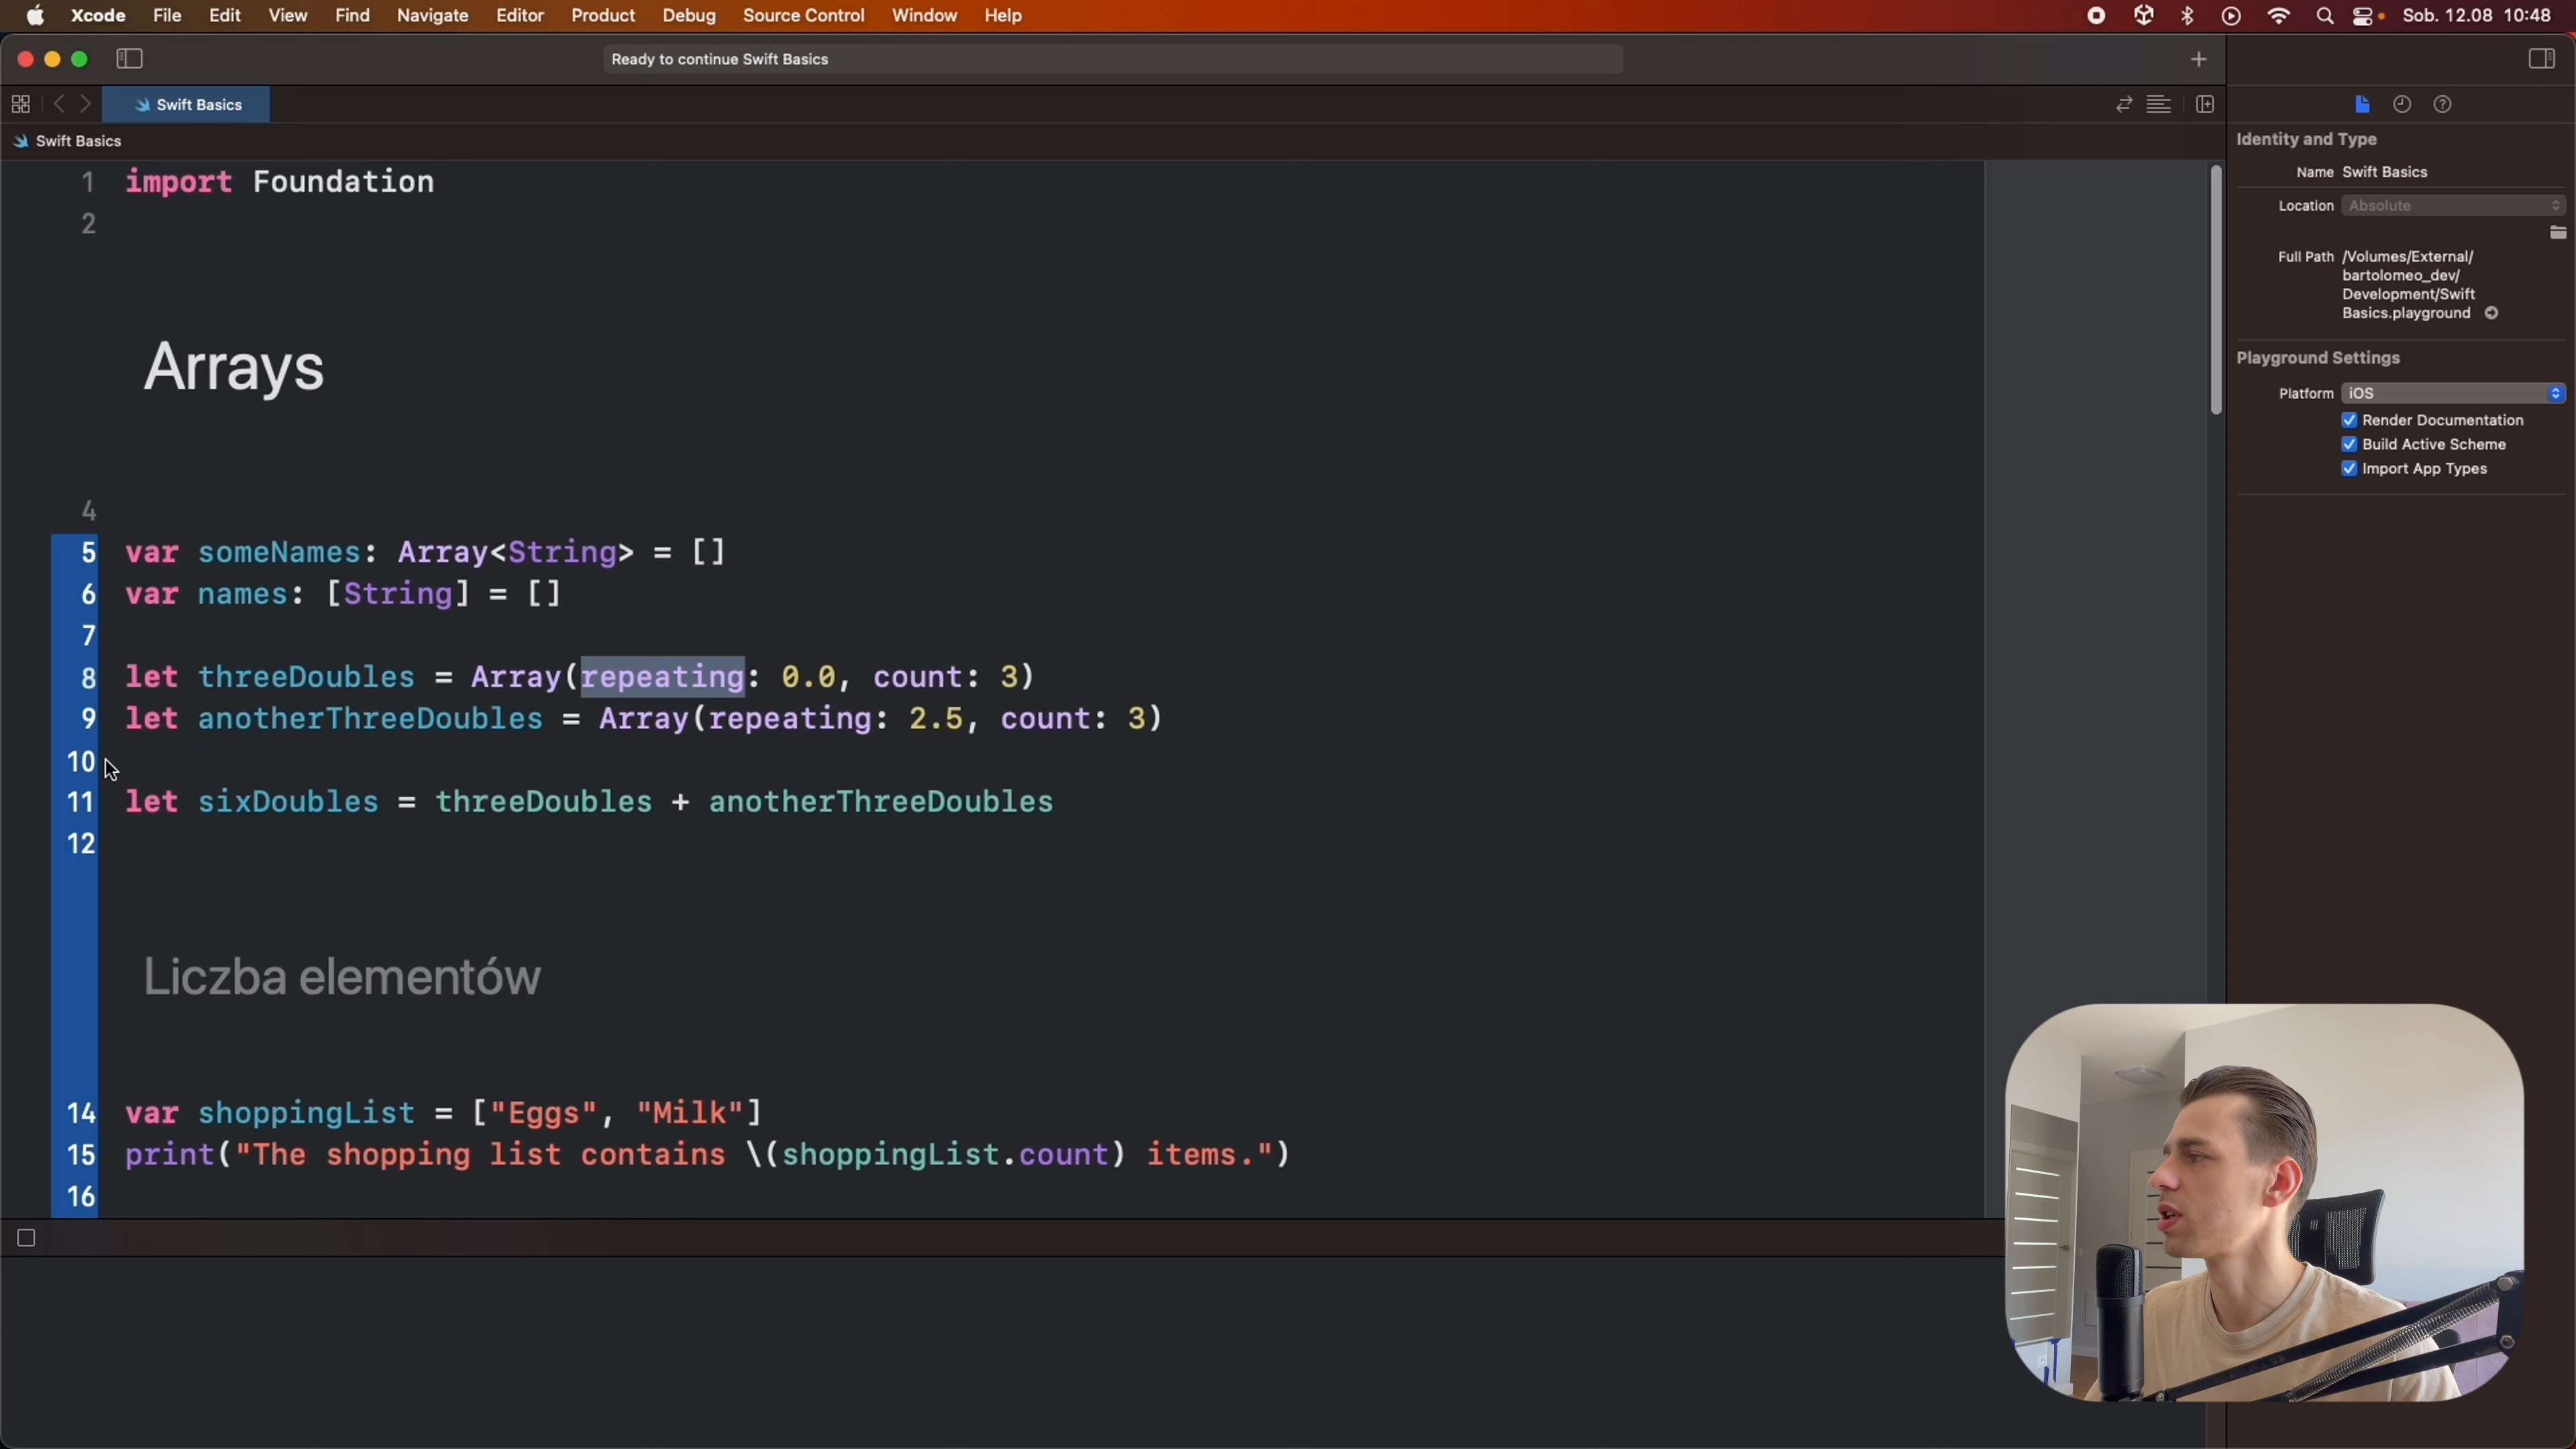 Xcode File Edit View Find Navigate Editor Product Debug Source Control Window Help Sob. 12.08 10:48
Ready to continue Swift Basics
Swift Basics
Swift Basics
1 import Foundation
2
Arrays
4
5 var someNames: Array<String> = []
6 var names: [String] = []
7
8 let threeDoubles = Array(repeating: 0.0, count: 3)
9 let anotherThreeDoubles = Array(repeating: 2.5, count: 3)
10
11 let sixDoubles = threeDoubles + anotherThreeDoubles
12
Liczba elementów
14 var shoppingList = ["Eggs", "Milk"]
15 print("The shopping list contains \(shoppingList.count) items.")
16
Identity and Type
Name Swift Basics
Location Absolute
Full Path /Volumes/External/
bartolomeo_dev/
Development/Swift
Basics.playground
Playground Settings
Platform iOS
Render Documentation
Build Active Scheme
Import App Types